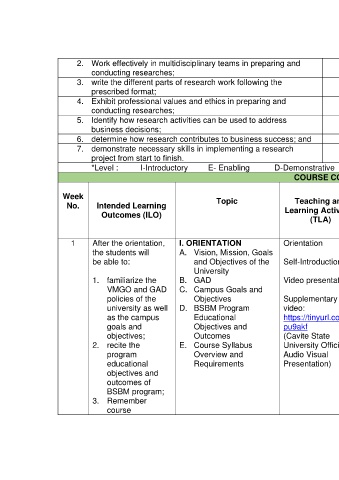 2. Work effectively in multidisciplinary teams in preparing and
conducting researches;
3. write the different parts of research work following the
prescribed format;
4. Exhibit professional values and ethics in preparing and
conducting researches;
5. Identify how research activities can be used to address
business decisions;
6. determine how research contributes to business success; and
7. demonstrate necessary skills in implementing a research
project from start to finish.
*Level : I-Introductory E- Enabling D-Demonstrative
COURSE CO
Week
No.
Intended Learning
Outcomes (ILO)
Topic
Teaching an
Learning Activ
(TLA)
1
After the orientation,
the students will
be able to:
1. familiarize the
VMGO and GAD
policies of the
university as well
as the campus
goals and
objectives;
2. recite the
program
educational
objectives and
outcomes of
BSBM program;
3. Remember
course
I. ORIENTATION
A. Vision, Mission, Goals
and Objectives of the
University
B. GAD
C. Campus Goals and
Objectives
D. BSBM Program
Educational
Objectives and
Outcomes
E. Course Syllabus
Overview and
Requirements
Orientation
Self-Introduction
Video presentat
Supplementary
video:
https://tinyurl.co
pu9akf
(Cavite State
University Offici
Audio Visual
Presentation)